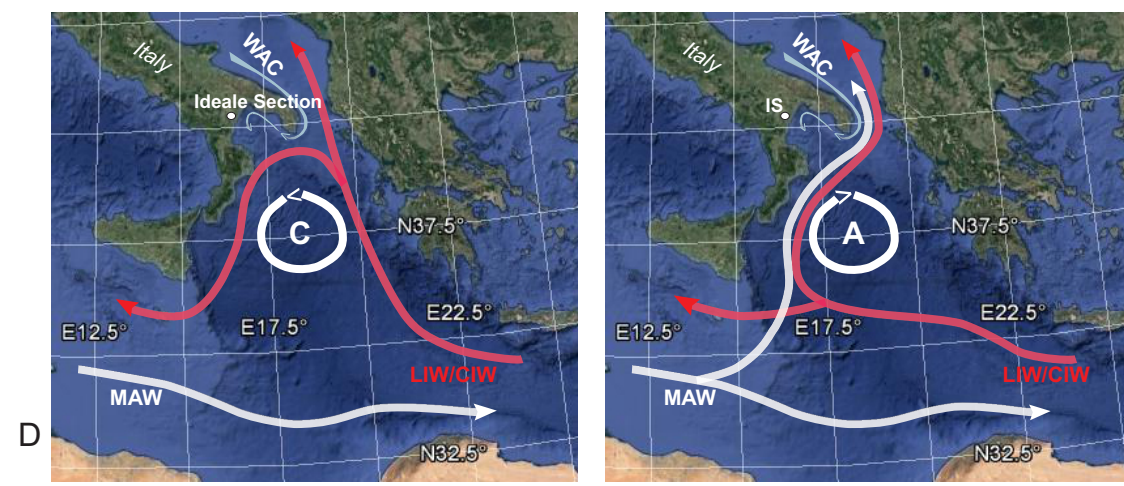 Italy
WAC
Ideale Section
<
C
N37.5°
E12.5°
E17.5°
E22.5°
LIW/CIW
MAW
N32.5°
D
Italy
WAC
IS
>
A
N37.5°
E12.5°
E17.5°
E22.5°
LIW/CIW
MAW
N32.5°